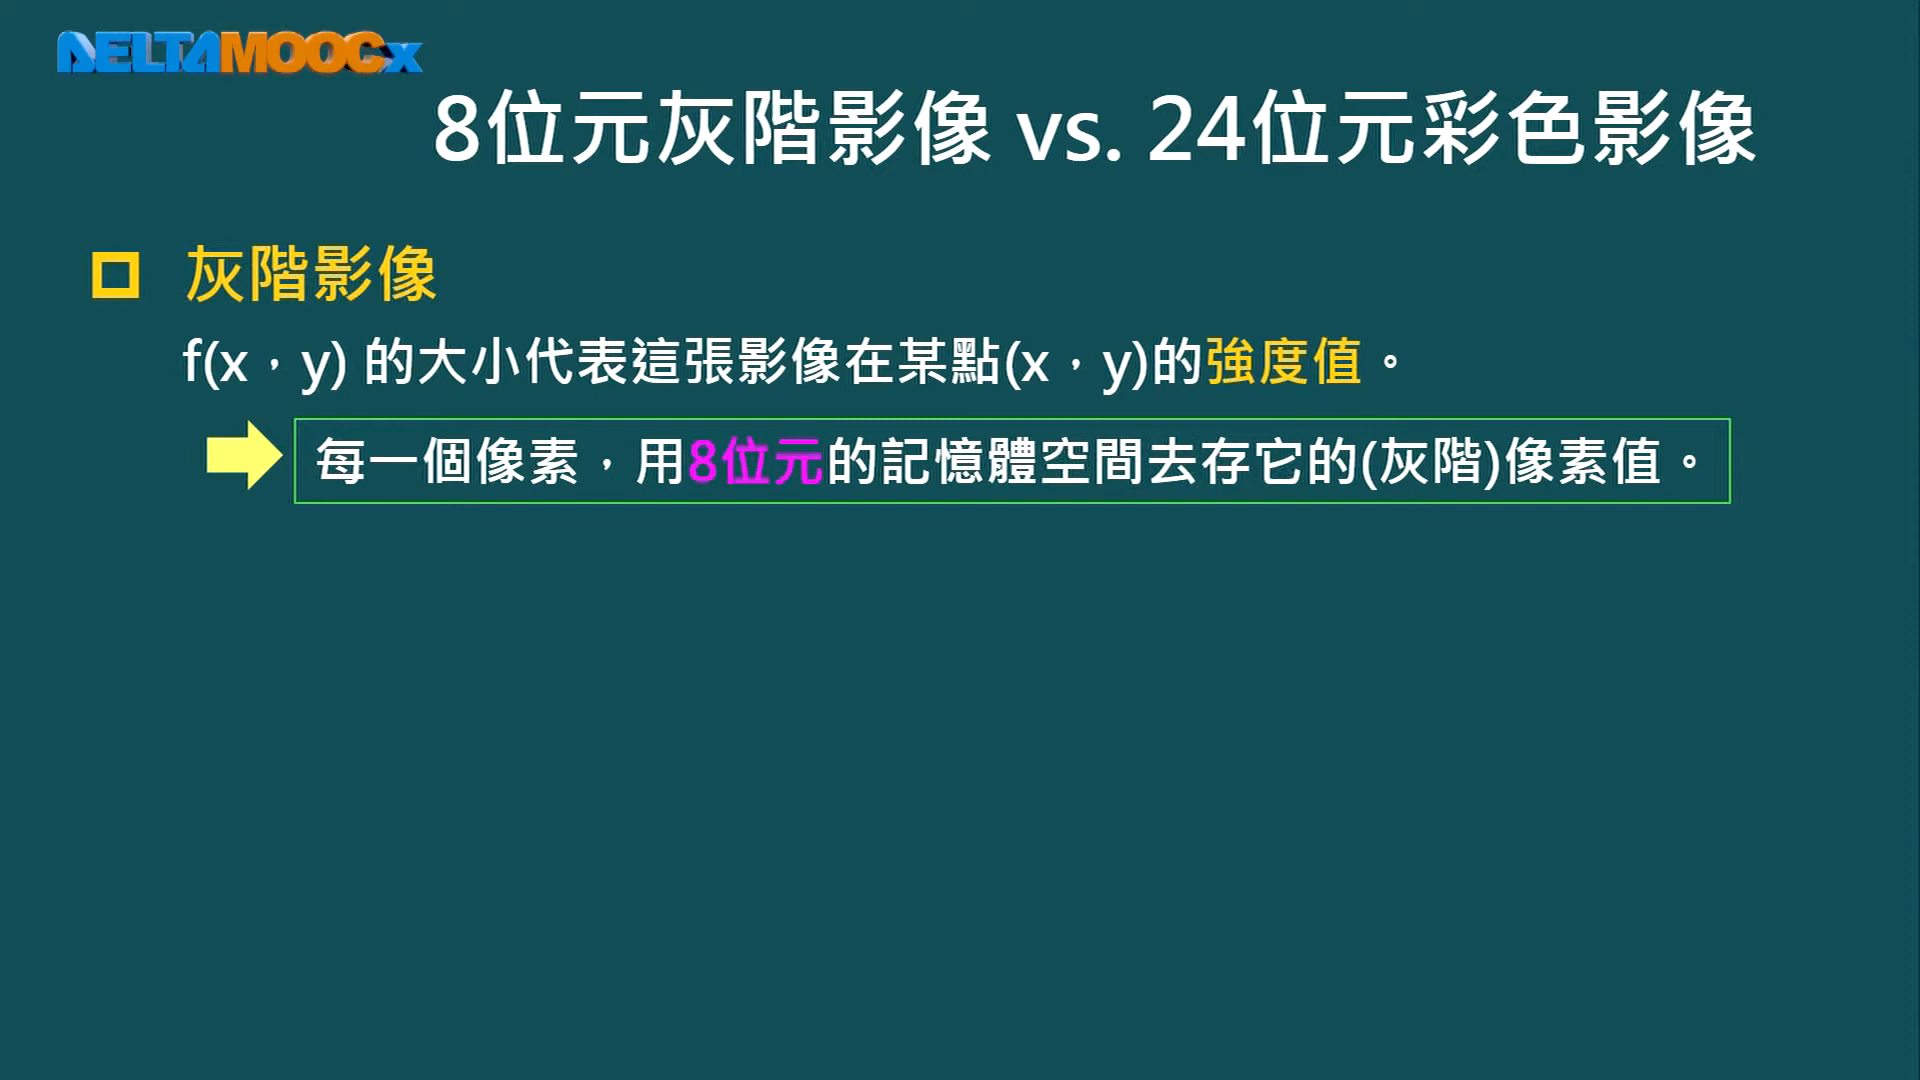 DELTAMOOCx
8位元灰階影像 vs. 24位元彩色影像
灰階影像
f(x,y) 的大小代表這張影像在某點(x,y)的強度值。
每一個像素,用8位元的記憶體空間去存它的(灰階)像素值。